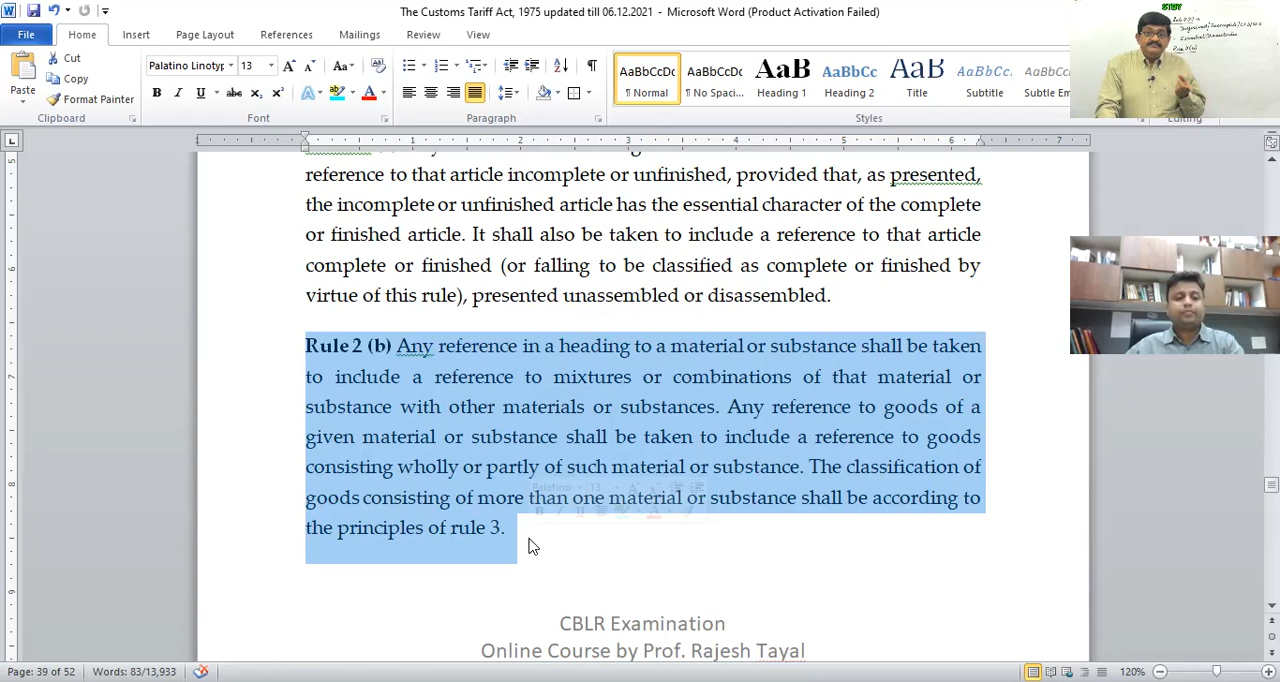 The Customs Tariff Act, 1975 updated till 06.12.2021 - Microsoft Word (Product Activation Failed)
File Home Insert Page Layout References Mailings Review View
Cut
Copy
Format Painter
Paste
Palatino Linoty 13
Clipboard Font Paragraph Styles Editing
AaBbCcDc AaBbCcDc AaB AaBbCc AaB AaBbCc AaBbCcDc
¶ Normal ¶ No Spaci... Heading 1 Heading 2 Title Subtitle Subtle Em
STUDY
reference to that article incomplete or unfinished, provided that, as presented,
the incomplete or unfinished article has the essential character of the complete
or finished article. It shall also be taken to include a reference to that article
complete or finished (or falling to be classified as complete or finished by
virtue of this rule), presented unassembled or disassembled.
Rule 2 (b) Any reference in a heading to a material or substance shall be taken
to include a reference to mixtures or combinations of that material or
substance with other materials or substances. Any reference to goods of a
given material or substance shall be taken to include a reference to goods
consisting wholly or partly of such material or substance. The classification of
goods consisting of more than one material or substance shall be according to
the principles of rule 3.
CBLR Examination
Online Course by Prof. Rajesh Tayal
Page: 39 of 52 Words: 83/13,933 120%